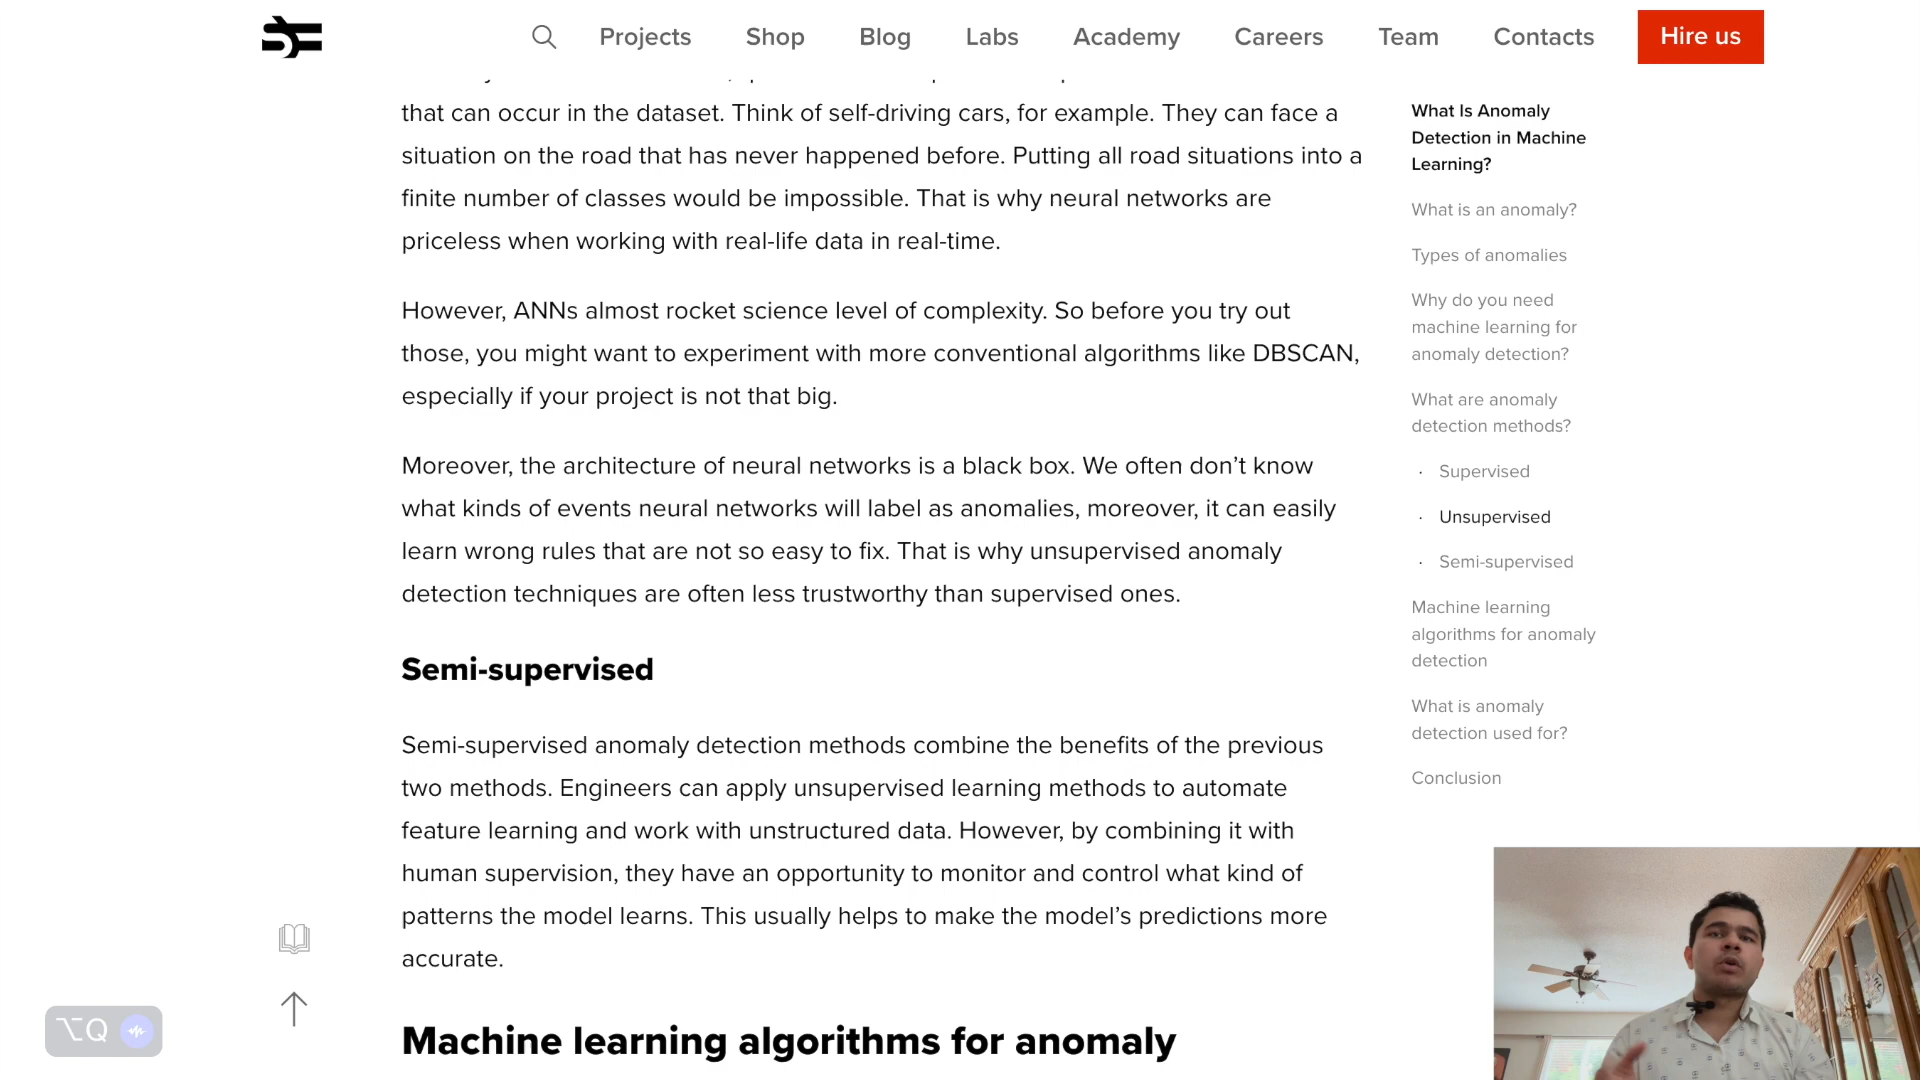 Projects
Shop
Blog
Labs
Academy
Careers
Team
Contacts
Hire us
that can occur in the dataset. Think of self-driving cars, for example. They can face a
situation on the road that has never happened before. Putting all road situations into a
finite number of classes would be impossible. That is why neural networks are
priceless when working with real-life data in real-time.
However, ANNs almost rocket science level of complexity. So before you try out
those, you might want to experiment with more conventional algorithms like DBSCAN,
especially if your project is not that big.
Moreover, the architecture of neural networks is a black box. We often don’t know
what kinds of events neural networks will label as anomalies, moreover, it can easily
learn wrong rules that are not so easy to fix. That is why unsupervised anomaly
detection techniques are often less trustworthy than supervised ones.
Semi-supervised
Semi-supervised anomaly detection methods combine the benefits of the previous
two methods. Engineers can apply unsupervised learning methods to automate
feature learning and work with unstructured data. However, by combining it with
human supervision, they have an opportunity to monitor and control what kind of
patterns the model learns. This usually helps to make the model’s predictions more
accurate.
Machine learning algorithms for anomaly
What Is Anomaly
Detection in Machine
Learning?
What is an anomaly?
Types of anomalies
Why do you need
machine learning for
anomaly detection?
What are anomaly
detection methods?
· Supervised
· Unsupervised
· Semi-supervised
Machine learning
algorithms for anomaly
detection
What is anomaly
detection used for?
Conclusion
⌥Q